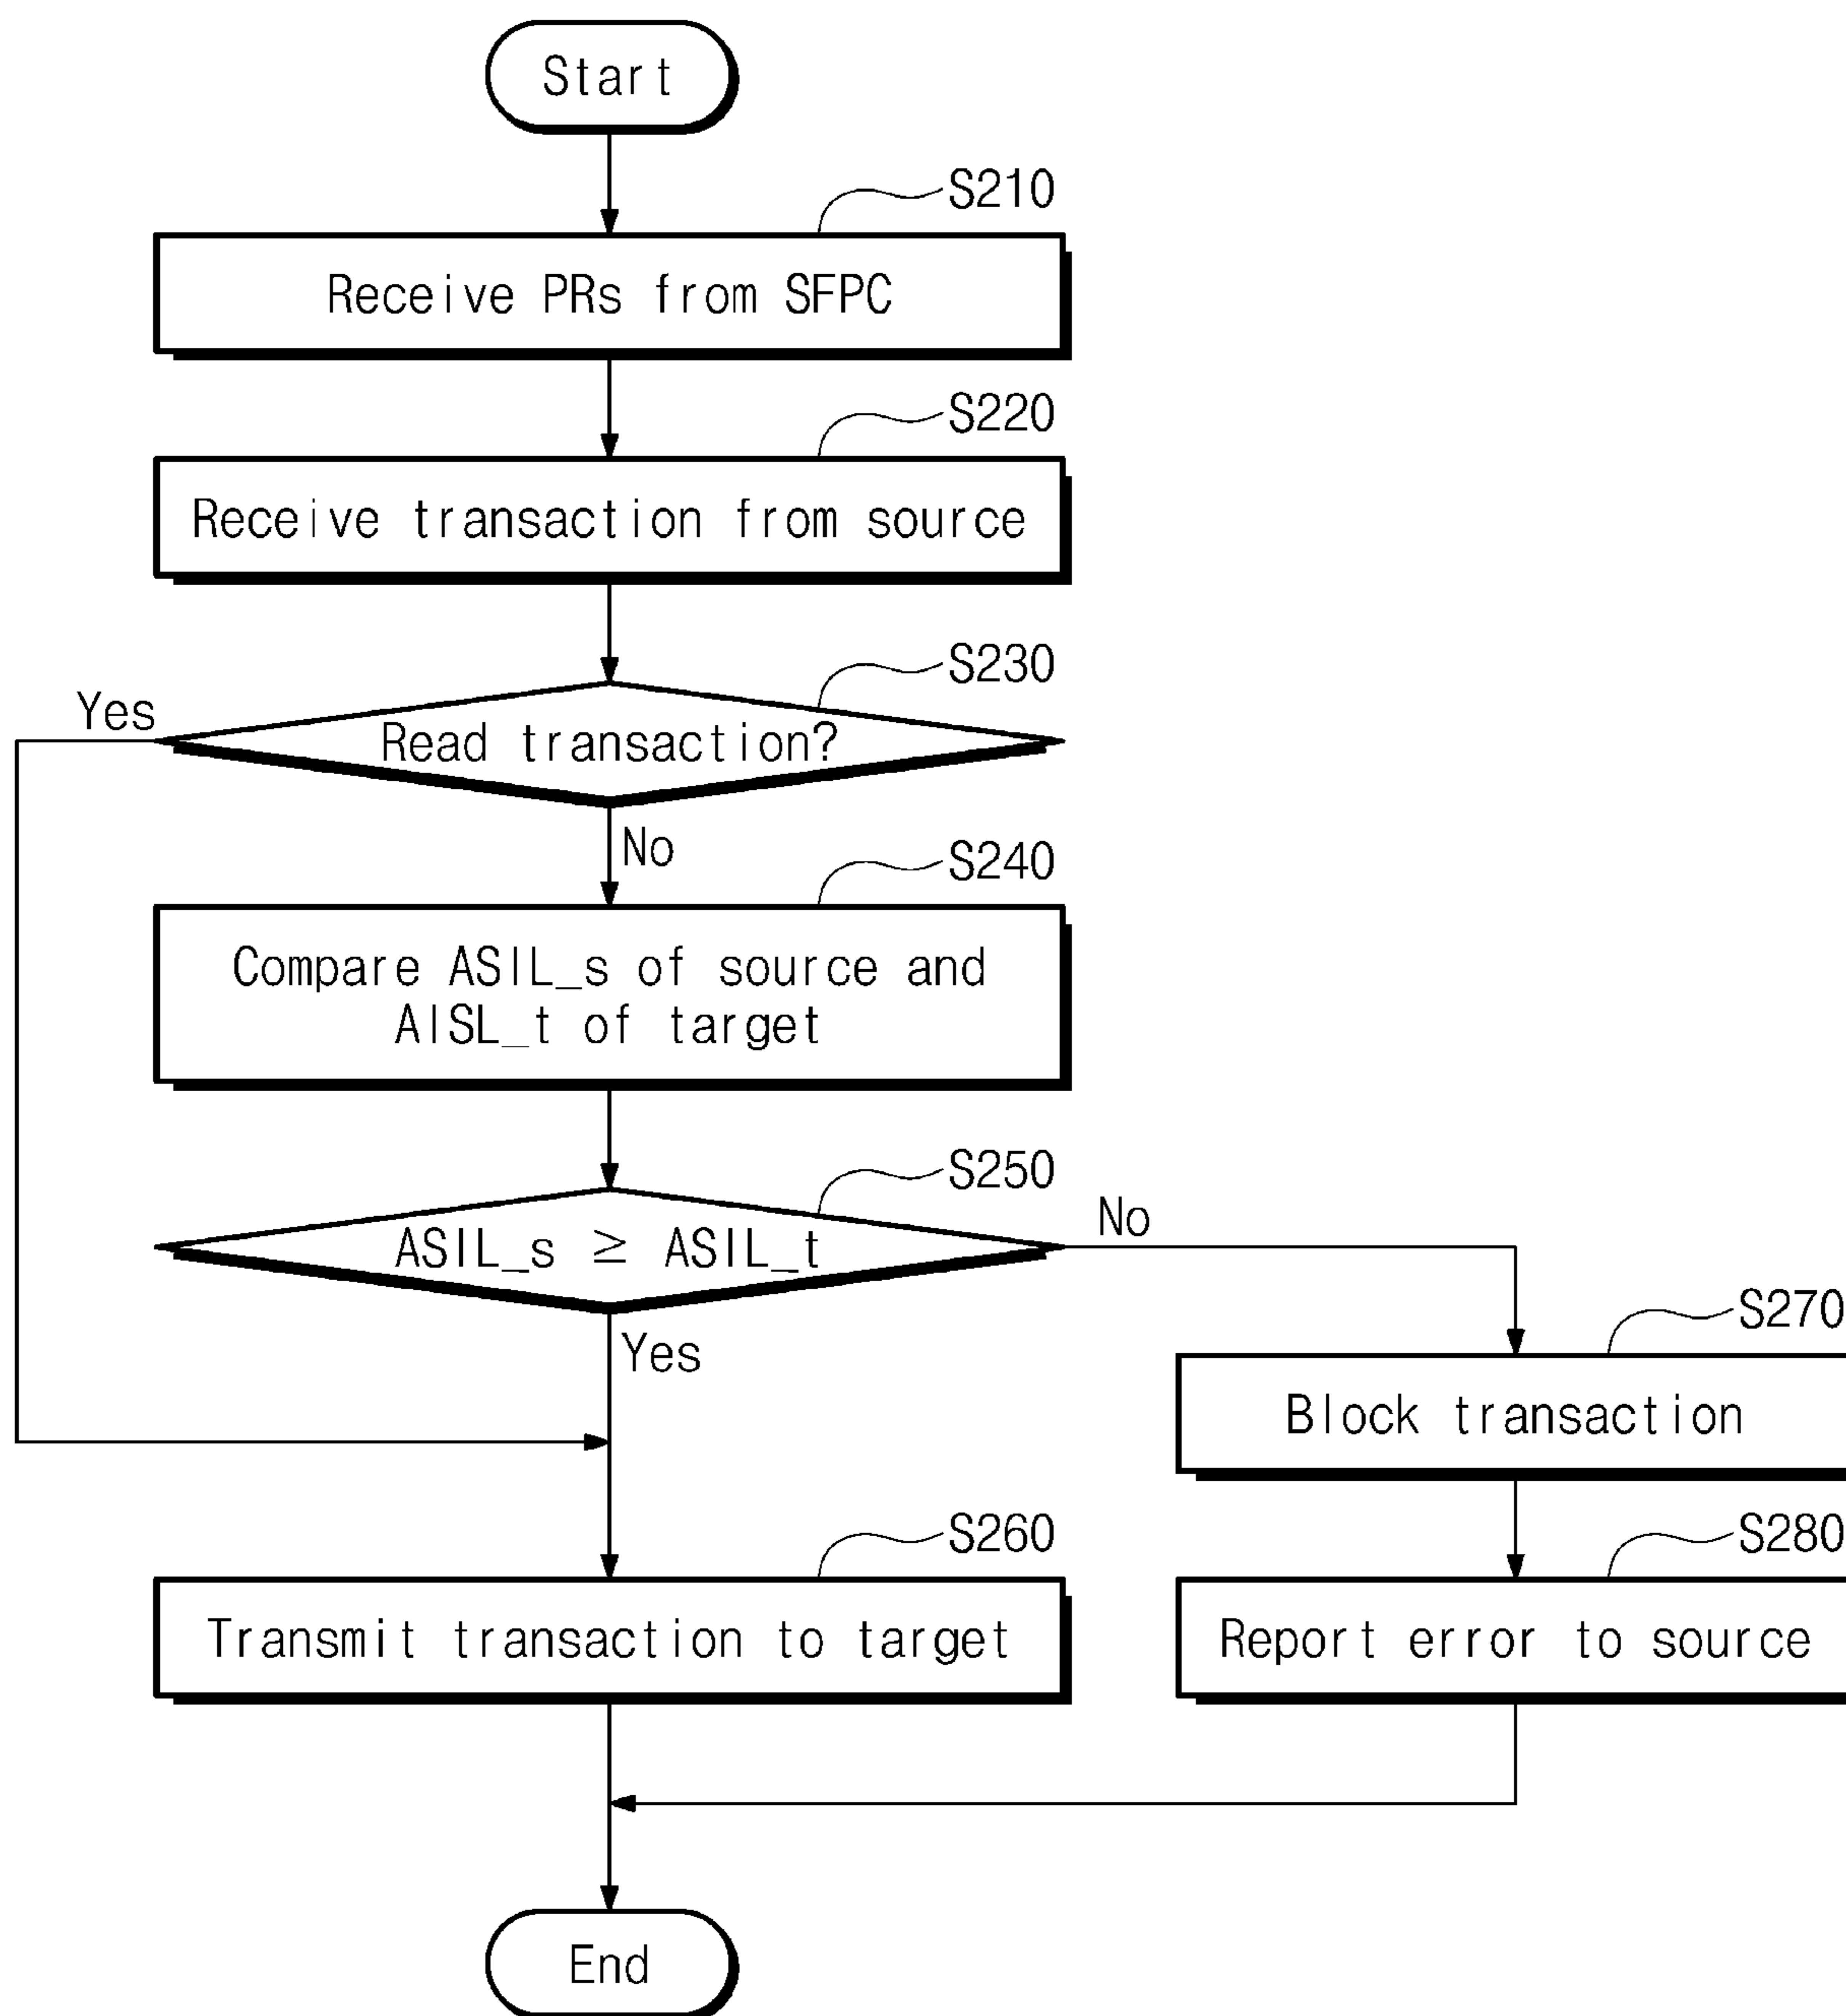 Start
S210
Receive PRs from SFPC
S220
Receive transaction from source
S230
Yes
Read transaction?
No
S240
Compare ASIL_s of source and
AISL_t of target
S250
No
ASIL_s ≥ ASIL_t
Yes
S270
Block transaction
S260
S280
Transmit transaction to target
Report error to source
End